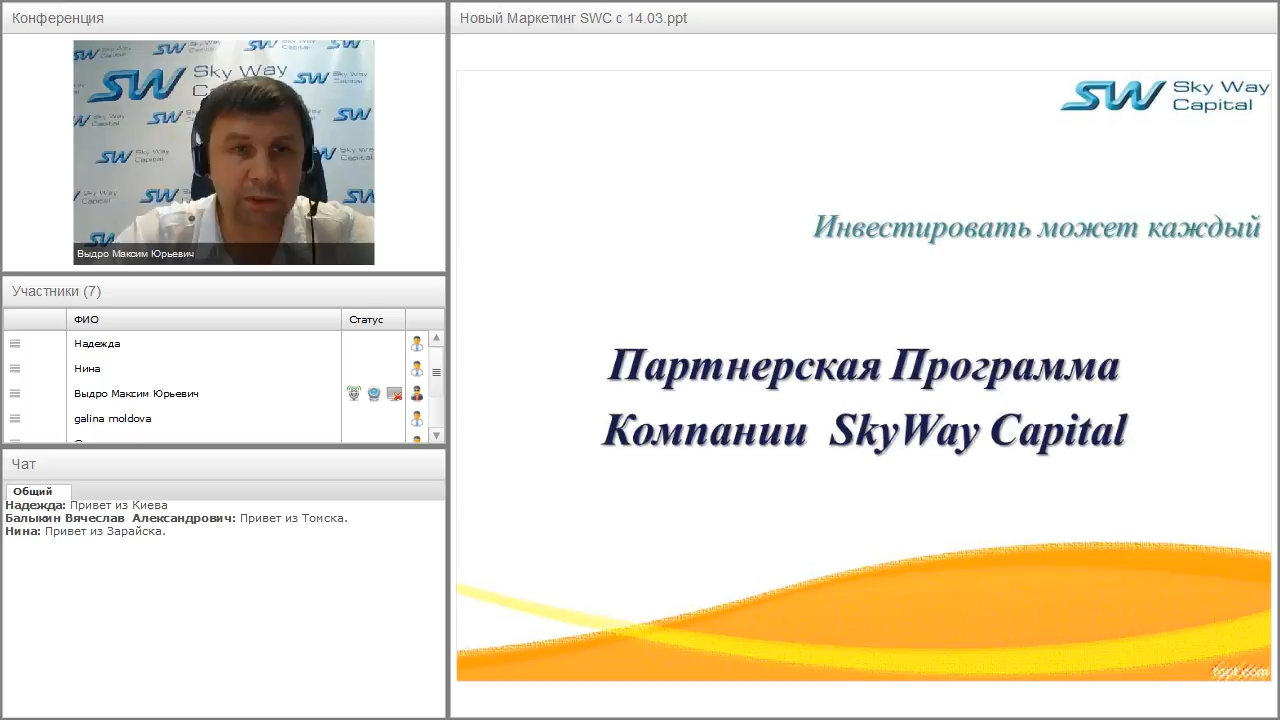 Конференция
Sky Way
Capital
Выдро Максим Юрьевич
Участники (7)
ФИО
Статус
Надежда
Нина
Выдро Максим Юрьевич
galina moldova
Чат
Общий
Надежда: Привет из Киева
Балыкин Вячеслав Александрович: Привет из Томска.
Нина: Привет из Зарайска.
Новый Маркетинг SWC с 14.03.ppt
SW Sky Way
Capital
Инвестировать может каждый
Партнерская Программа
Компании SkyWay Capital
fppt.com